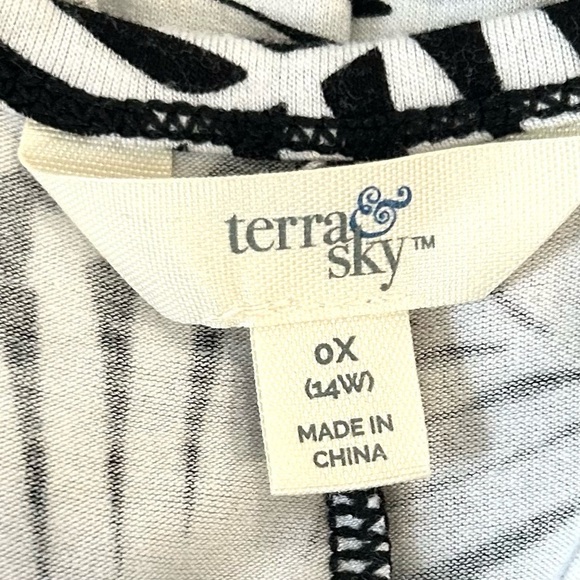 terra &
sky™
0X
(14W)
MADE IN
CHINA